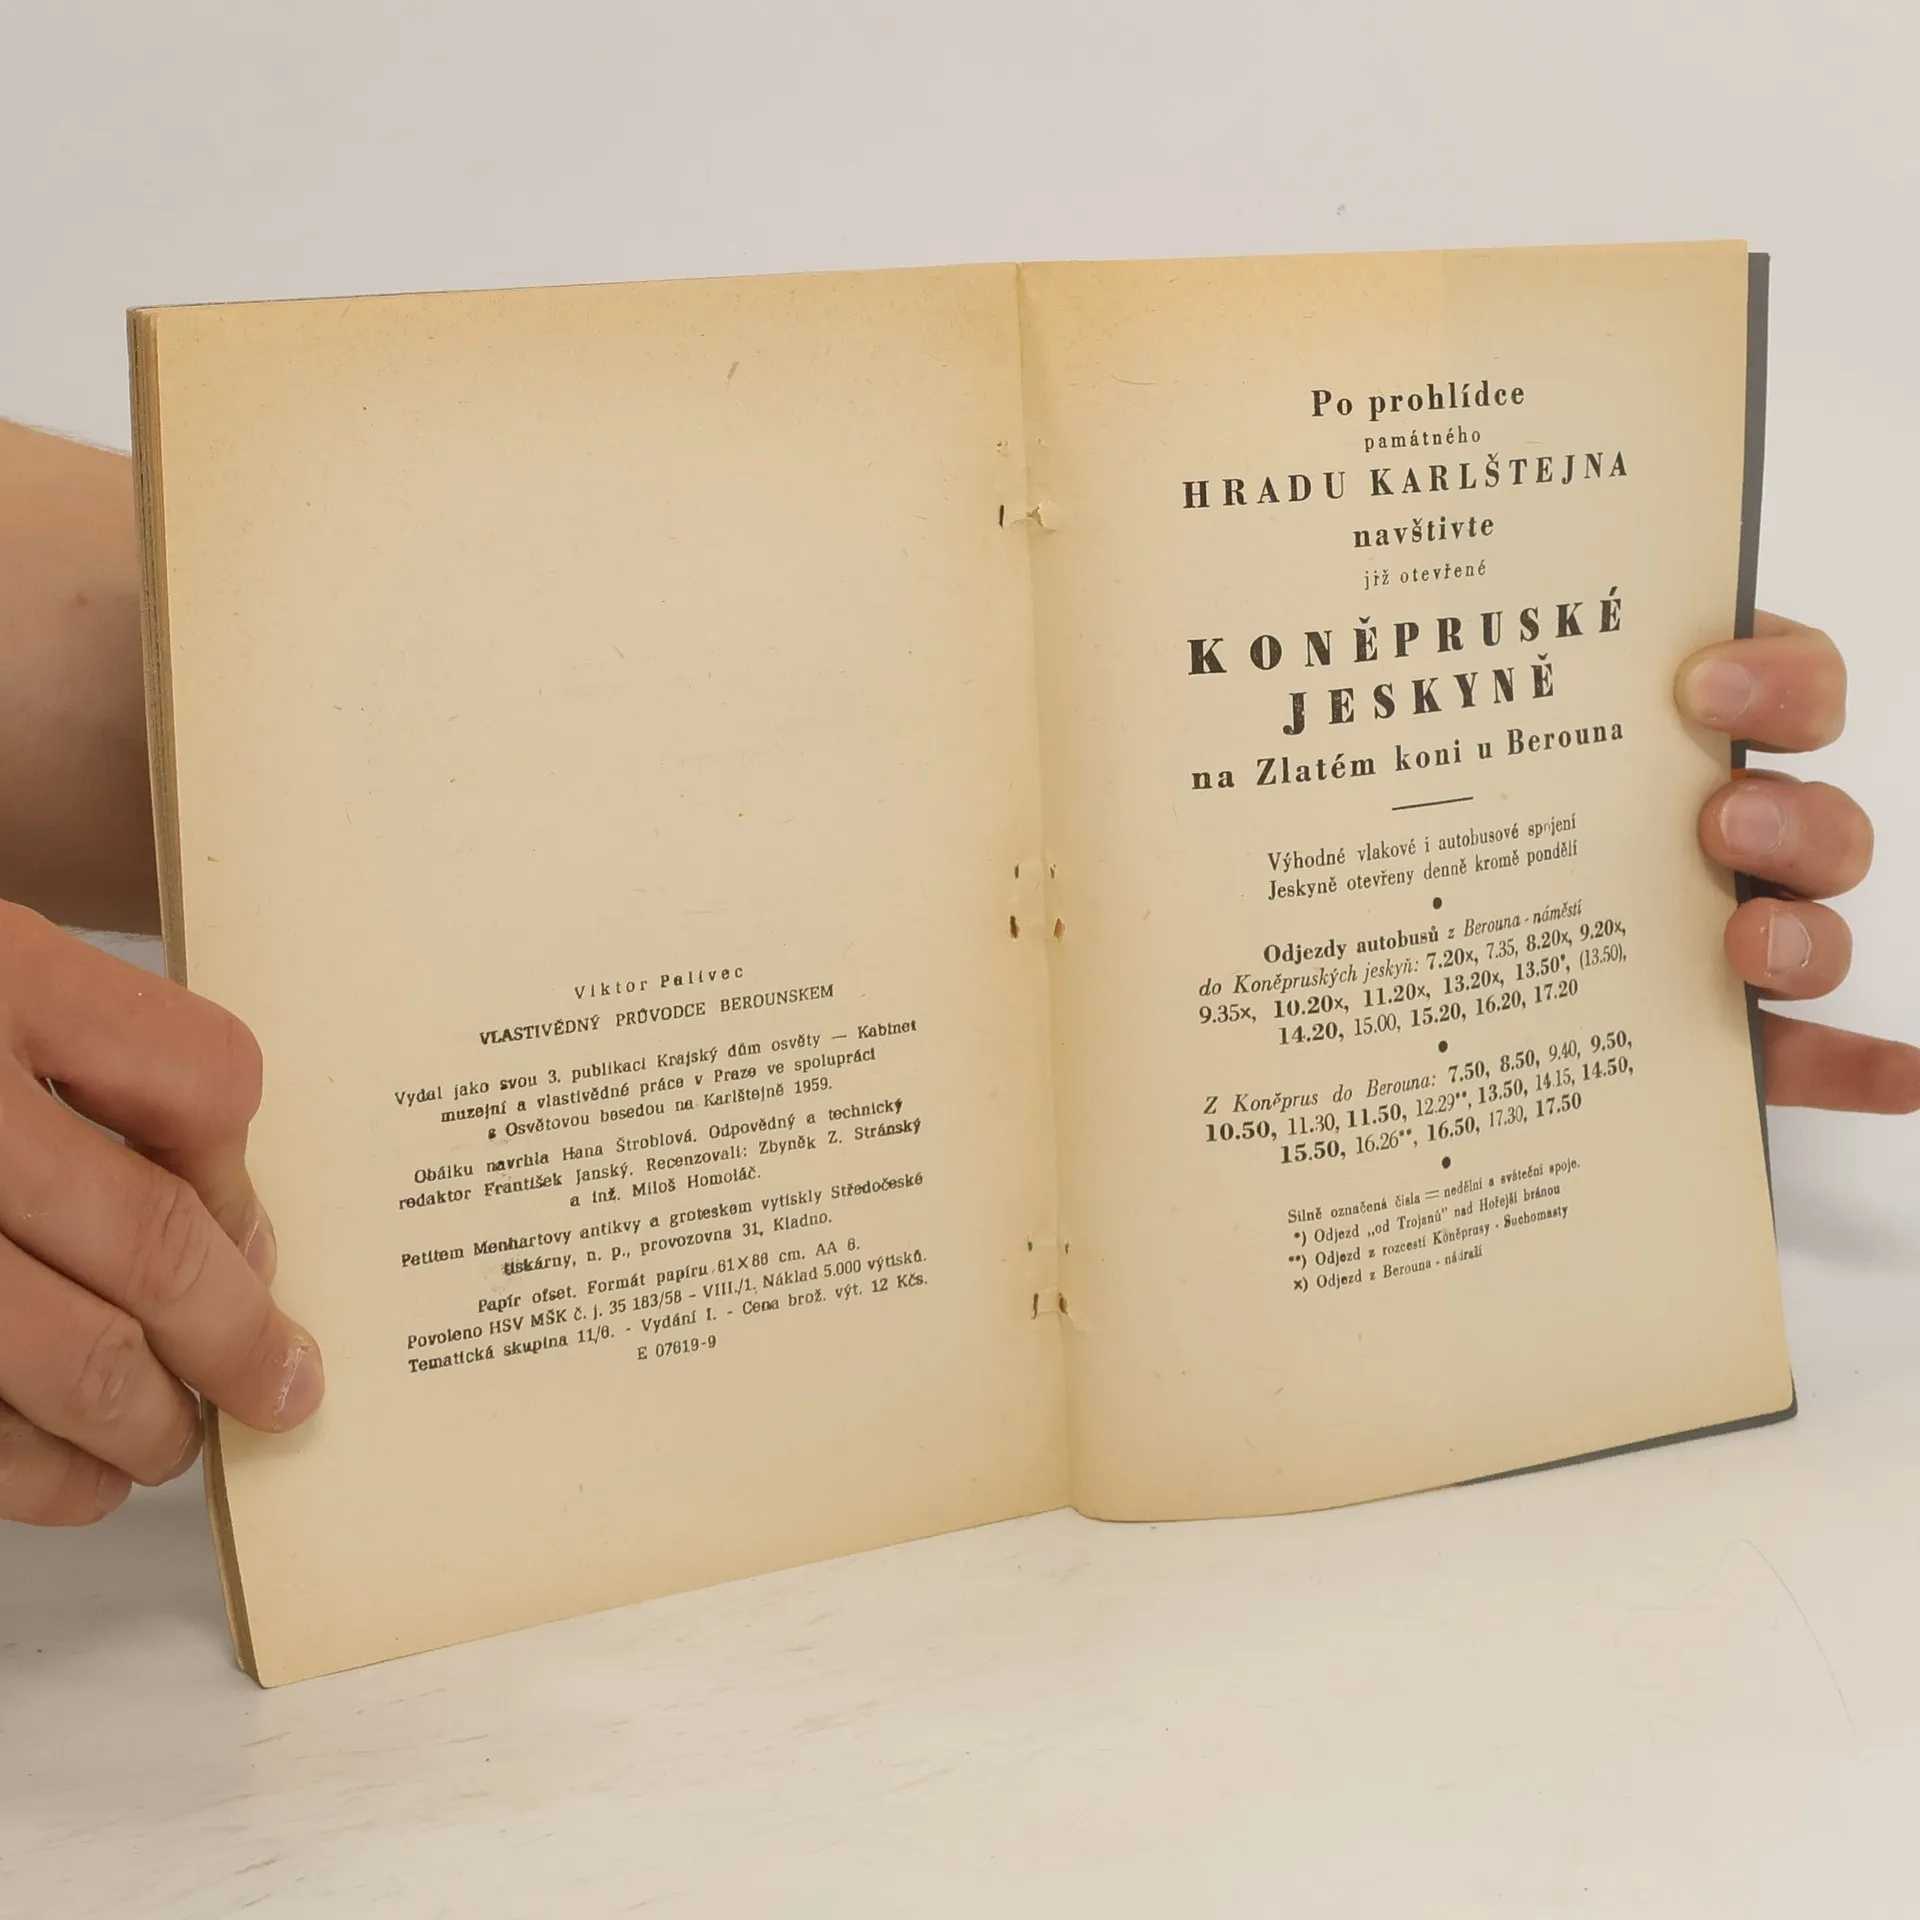 Viktor Palivec
VLASTIVĚDNÝ PRŮVODCE BEROUNSKEM
Vydal jako svou 3. publikaci Krajský dům osvěty — Kabinet
muzejní a vlastivědné práce v Praze ve spolupráci
s Osvětovou besedou na Karlštejně 1959.
Obálku navrhla Hana Štroblová. Odpovědný a technický
redaktor František Janský. Recenzovali: Zbyněk Z. Stránský
a inž. Miloš Homoláč.
Petitem Menhartovy antikvy a groteskem vytiskly Středočeské
tiskárny, n. p., provozovna 31, Kladno.
Papír ofset. Formát papíru 61×86 cm. AA 6.
Povoleno HSV MŠK č. j. 35 183/58 - VIII./1. Náklad 5.000 výtisků.
Tematická skupina 11/6. - Vydání I. - Cena brož. výt. 12 Kčs.
E 07619-9
Po prohlídce
památného
HRADU KARLŠTEJNA
navštivte
již otevřené
KONĚPRUSKÉ
JESKYNĚ
na Zlatém koni u Berouna
Výhodné vlakové i autobusové spojení
Jeskyně otevřeny denně kromě pondělí
Odjezdy autobusů z Berouna - náměstí
do Koněpruských jeskyň: 7.20x, 7.35, 8.20x, 9.20x,
9.35x, 10.20x, 11.20x, 13.20x, 13.50*, (13.50),
14.20, 15.00, 15.20, 16.20, 17.20
Z Koněprus do Berouna: 7.50, 8.50, 9.40, 9.50,
10.50, 11.30, 11.50, 12.29**, 13.50, 14.15, 14.50,
15.50, 16.26**, 16.50, 17.30, 17.50
Silně označená čísla = nedělní a sváteční spoje.
*) Odjezd „od Trojanů" nad Hořejší bránou
**) Odjezd z rozcestí Koněprusy - Suchomasty
x) Odjezd z Berouna - nádraží